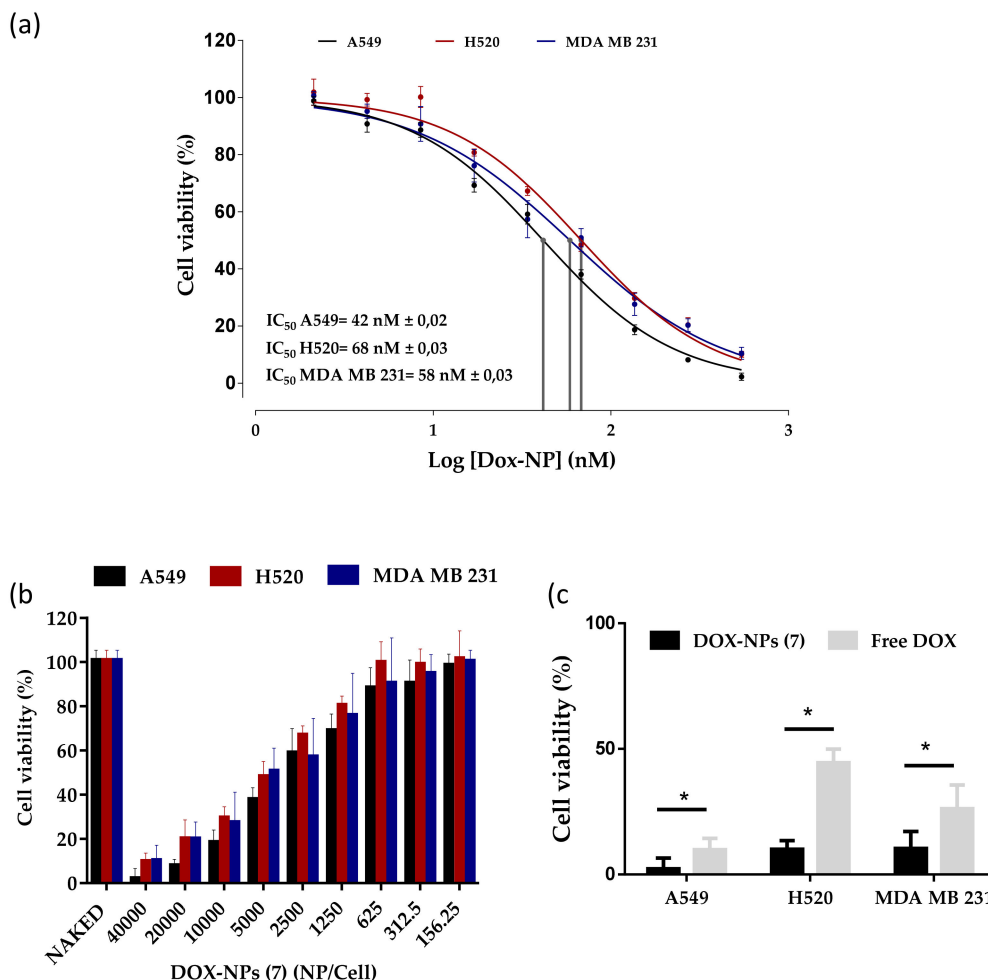 (a)
120
A549
H520
MDA MB 231
100
80
60
40
20
0
Cell viability (%)
IC50 A549= 42 nM ± 0,02
IC50 H520= 68 nM ± 0,03
IC50 MDA MB 231= 58 nM ± 0,03
0
1
2
3
Log [Dox-NP] (nM)
(b
A549
H520
MDA MB 231
120
100
80
60
40
20
0
Cell viability (%)
NAKED
40000
20000
10000
5000
2500
1250
625
312.5
156.25
DOX-NPs (7) (NP/Cell)
(c
100
50
0
Cell viability (%)
DOX-NPs (7)
Free DOX
*
*
*
A549
H520
MDA MB 231